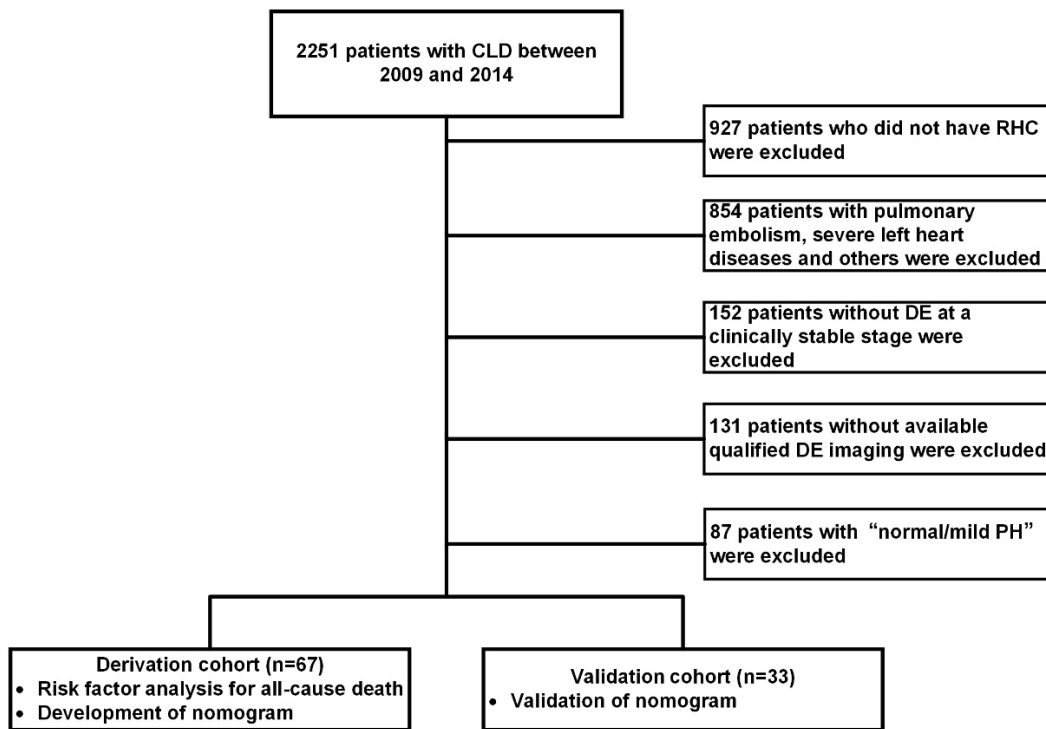 2251 patients with CLD between
2009 and 2014
927 patients who did not have RHC
were excluded
854 patients with pulmonary
embolism, severe left heart
diseases and others were excluded
152 patients without DE at a
clinically stable stage were
excluded
131 patients without available
qualified DE imaging were excluded
87 patients with “normal/mild PH”
were excluded
Derivation cohort (n=67)
• Risk factor analysis for all-cause death
• Development of nomogram
Validation cohort (n=33)
• Validation of nomogram